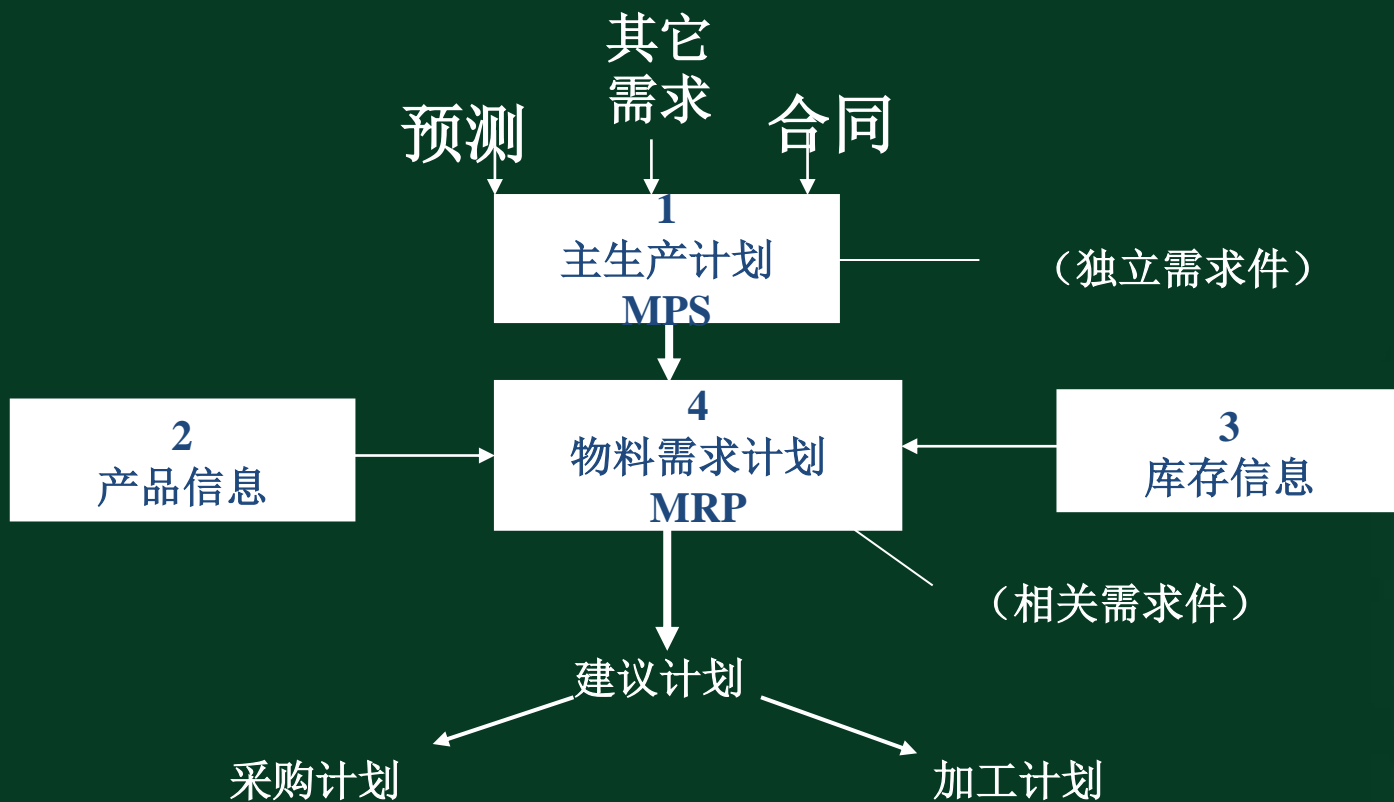 其它
需求
预测
合同
1
主生产计划
MPS
（独立需求件）
2
产品信息
4
物料需求计划
MRP
3
库存信息
（相关需求件）
建议计划
采购计划
加工计划